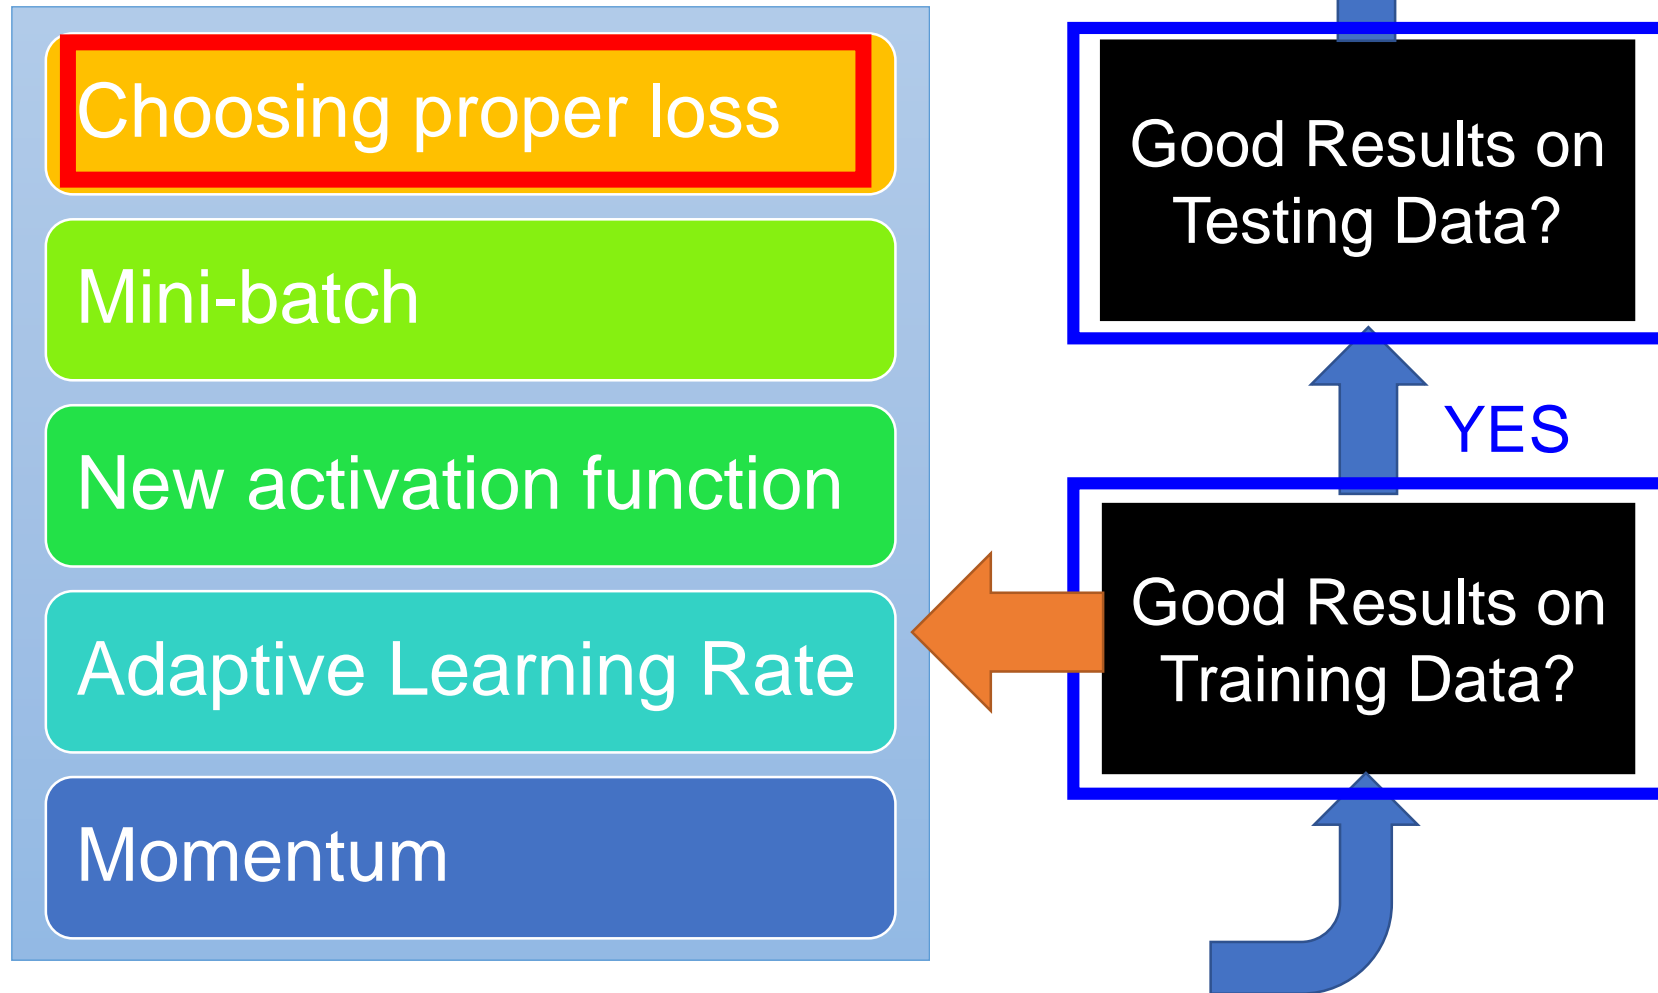 Choosing proper loss
Mini-batch
New activation function
Adaptive Learning Rate
Momentum
Good Results on
Testing Data?
YES
Good Results on
Training Data?